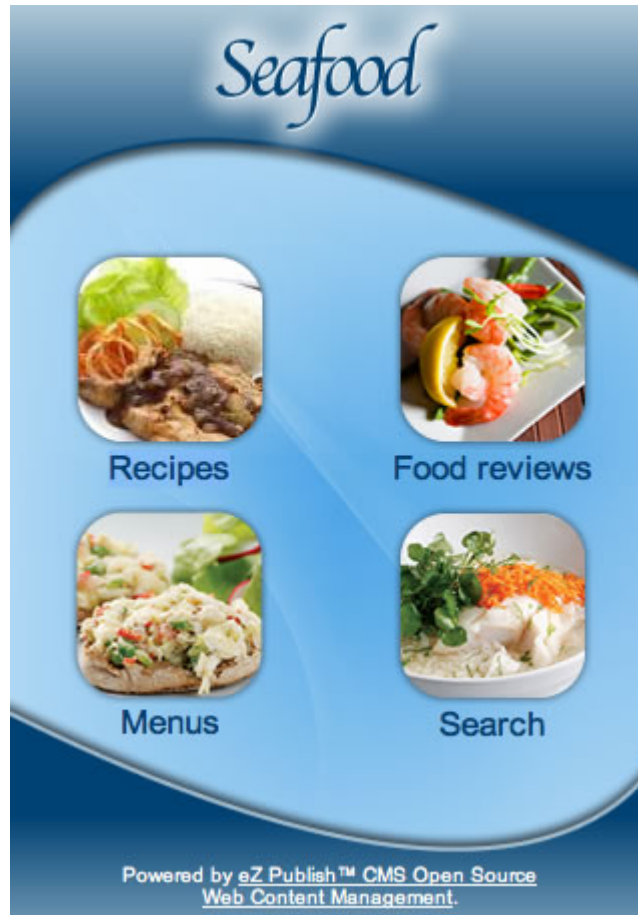 Seafood
Recipes
Food reviews
Menus
Search
Powered by eZ Publish™ CMS Open Source
Web Content Management.